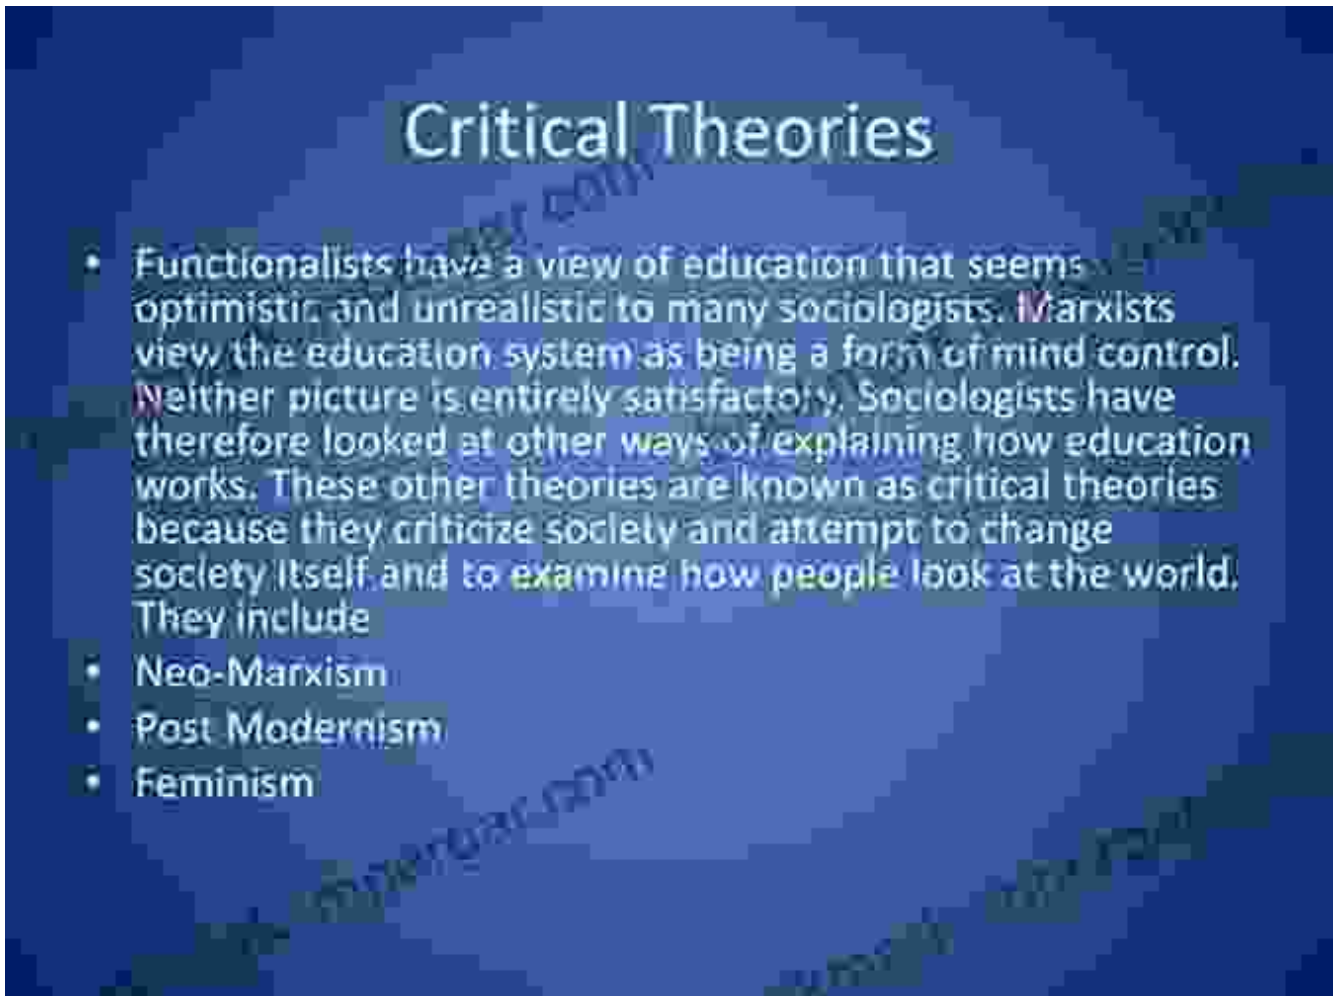 Critical Theories
• Functionalists have a view of education that seems
optimistic and unrealistic to many sociologists. Marxists
view the education system as being a form of mind control.
Neither picture is entirely satisfactory. Sociologists have
therefore looked at other ways of explaining how education
works. These other theories are known as critical theories
because they criticize society and attempt to change
society itself and to examine how people look at the world.
They include
• Neo-Marxism
• Post Modernism
• Feminism